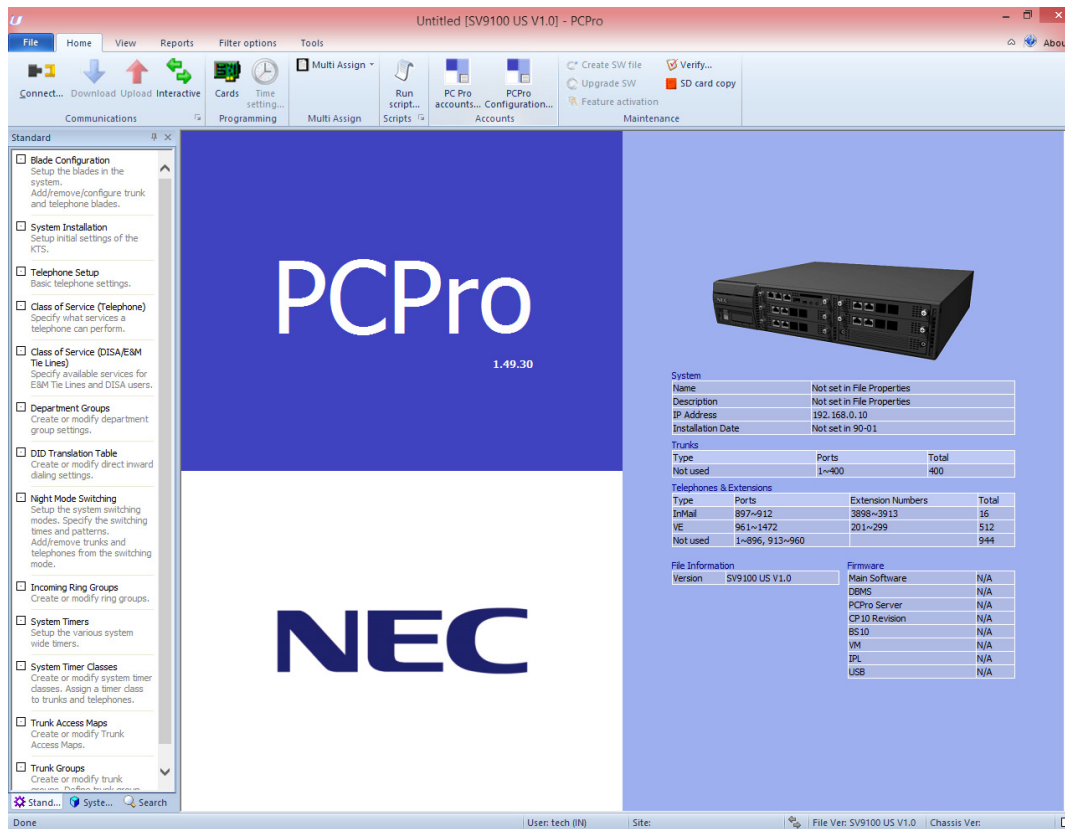 Untitled [SV9100 US V1.0] - PCPro
File Home View Reports Filter options Tools Abou
Connect... Download Upload Interactive
Communications
Cards Time setting...
Programming
Multi Assign
Multi Assign
Run script...
Scripts
PC Pro accounts... PCPro Configuration...
Accounts
Create SW file Verify...
Upgrade SW SD card copy
Feature activation
Maintenance
Standard
Blade Configuration
Setup the blades in the
system.
Add/remove/configure trunk
and telephone blades.
System Installation
Setup initial settings of the
KTS.
Telephone Setup
Basic telephone settings.
Class of Service (Telephone)
Specify what services a
telephone can perform.
Class of Service (DISA/E&M
Tie Lines)
Specify available services for
E&M Tie Lines and DISA users.
Department Groups
Create or modify department
group settings.
DID Translation Table
Create or modify direct inward
dialing settings.
Night Mode Switching
Setup the system switching
modes. Specify the switching
times and patterns.
Add/remove trunks and
telephones from the switching
mode.
Incoming Ring Groups
Create or modify ring groups.
System Timers
Setup the various system
wide timers.
System Timer Classes
Create or modify system timer
classes. Assign a timer class
to trunks and telephones.
Trunk Access Maps
Create or modify Trunk
Access Maps.
Trunk Groups
Create or modify trunk
groups. Define trunk group
Stand... Syste... Search
PCPro
1.49.30
NEC
NEC
System
Name Not set in File Properties
Description Not set in File Properties
IP Address 192.168.0.10
Installation Date Not set in 90-01
Trunks
Type Ports Total
Not used 1~400 400
Telephones & Extensions
Type Ports Extension Numbers Total
InMail 897~912 3898~3913 16
VE 961~1472 201~299 512
Not used 1~896, 913~960 944
File Information
Version SV9100 US V1.0
Firmware
Main Software N/A
DBMS N/A
PCPro Server N/A
CP10 Revision N/A
BS10 N/A
VM N/A
IPL N/A
USB N/A
Done User: tech (IN) Site: File Ver: SV9100 US V1.0 Chassis Ver: